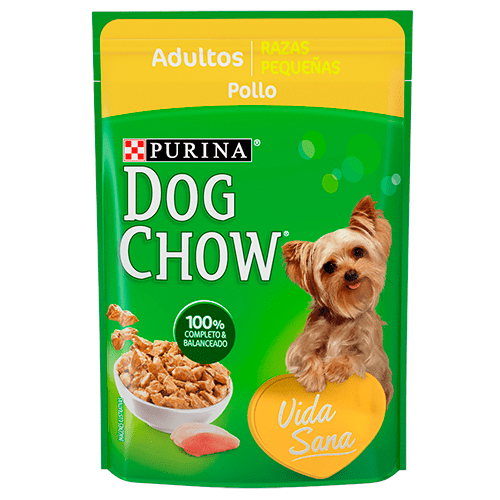 Adultos
RAZAS
PEQUEÑAS
Pollo
PURINA®
DOG
CHOW®
100%
COMPLETO &
BALANCEADO
Vida
Sana